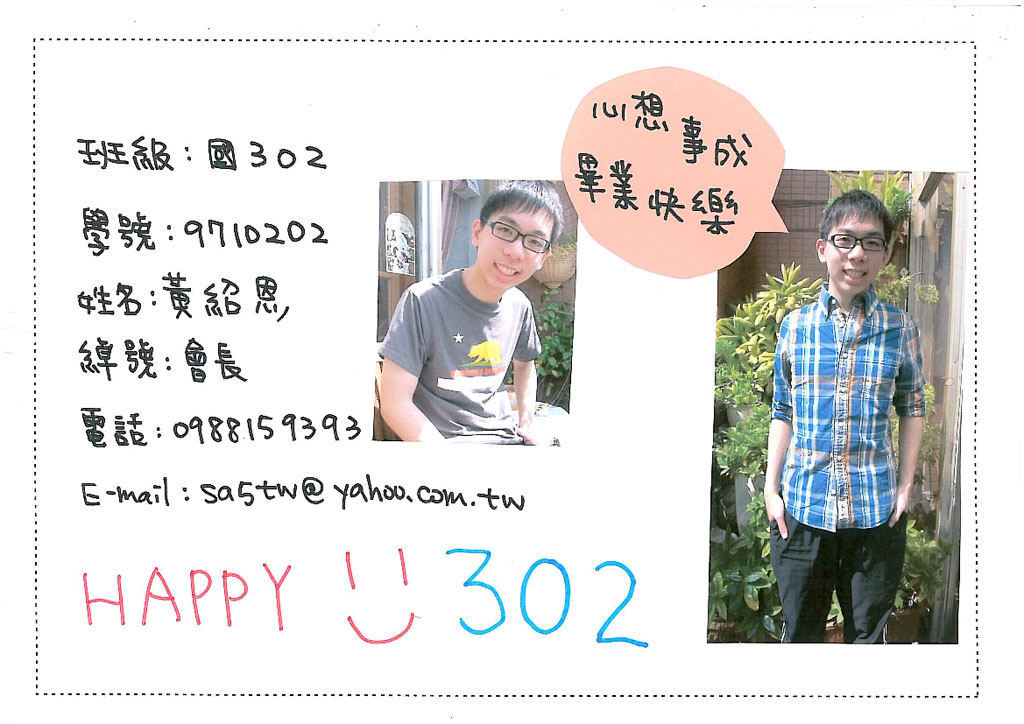 班級：國302
學號：9710202
姓名：黃紹恩
綽號：會長
電話：0988159393
E-mail：sa5tw@yahoo.com.tw
HAPPY 302
心想
事成
畢業快樂